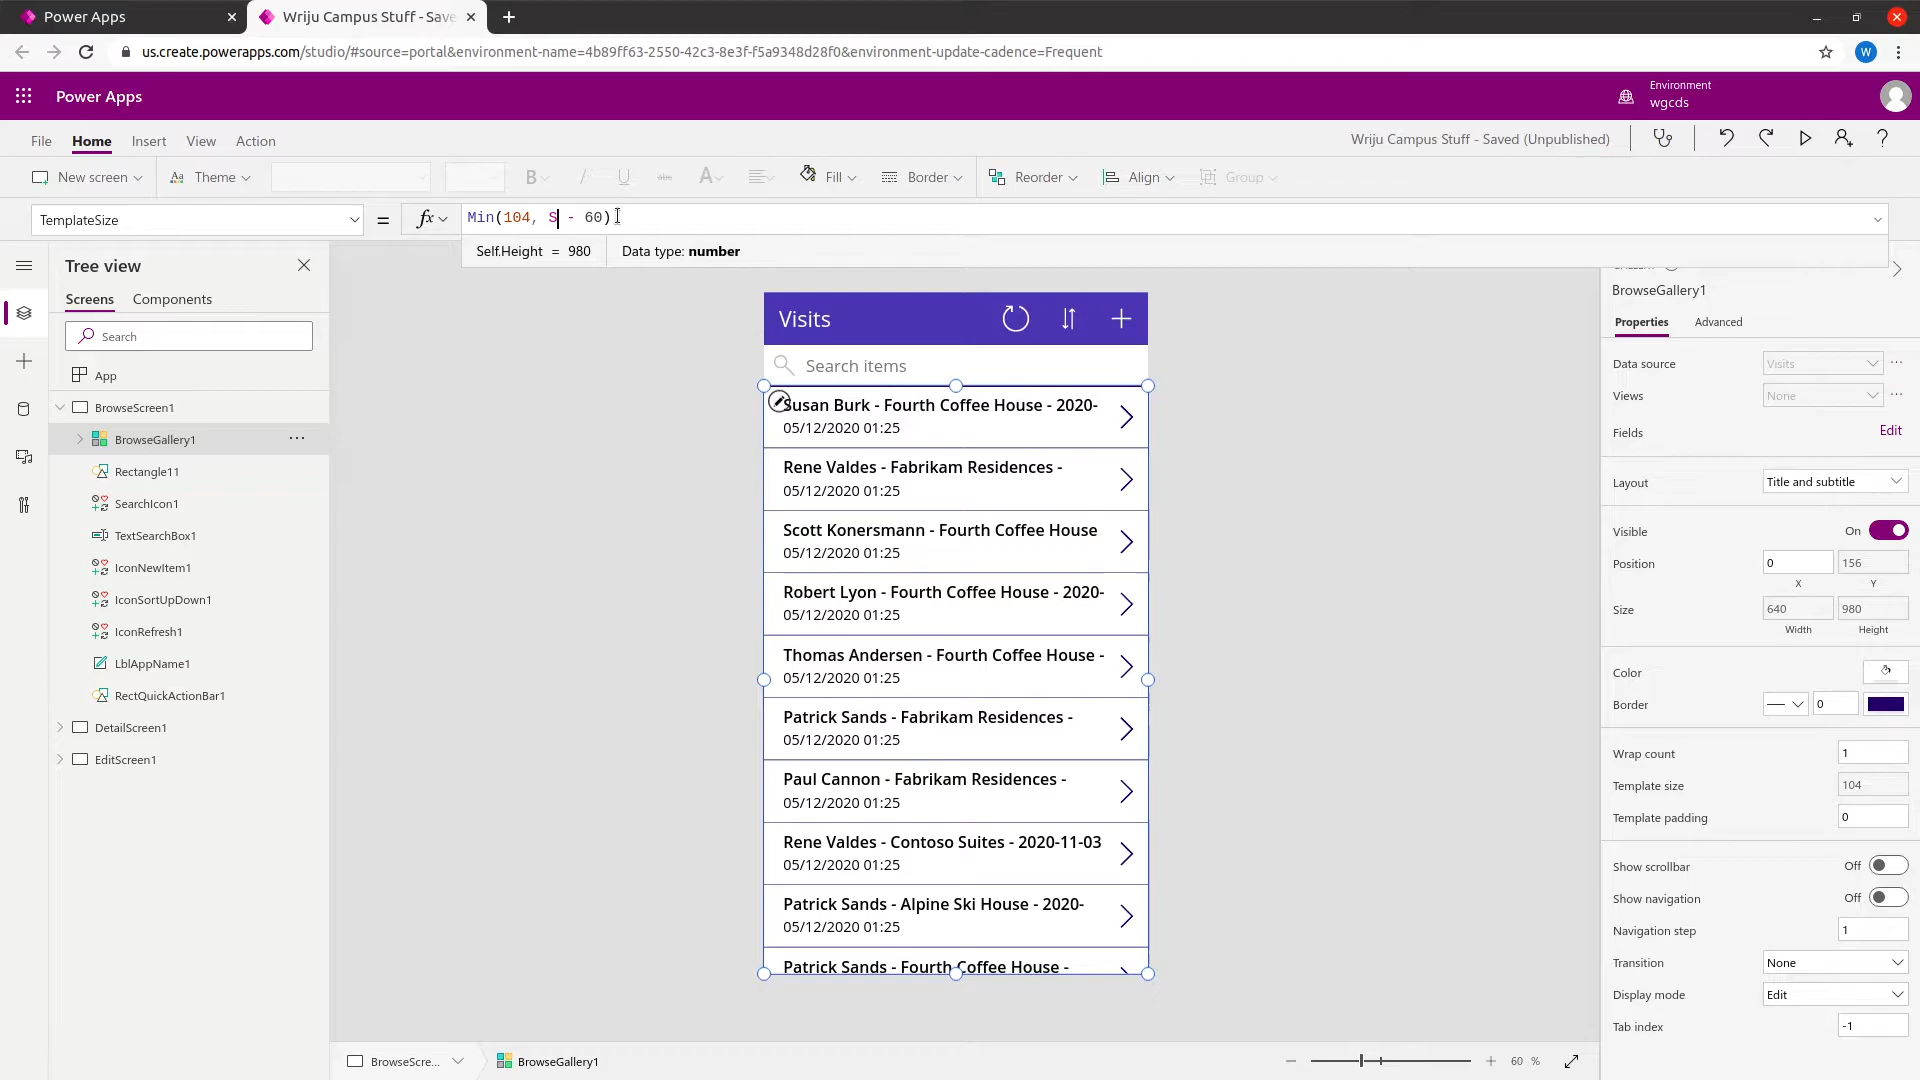 Power Apps
Wriju Campus Stuff - Save
us.create.powerapps.com/studio/#source=portal&environment-name=4b89ff63-2550-42c3-8e3f-f5a9348d28f0&environment-update-cadence=Frequent
W
Power Apps
Environment
wgcds
File Home Insert View Action
Wriju Campus Stuff - Saved (Unpublished)
New screen Theme B / U abc A Fill Border Reorder Align Group
TemplateSize = fx Min(104, S - 60)
Self.Height = 980 Data type: number
Tree view
Screens Components
Search
App
BrowseScreen1
BrowseGallery1
Rectangle11
SearchIcon1
TextSearchBox1
IconNewItem1
IconSortUpDown1
IconRefresh1
LblAppName1
RectQuickActionBar1
DetailScreen1
EditScreen1
Visits
Search items
Susan Burk - Fourth Coffee House - 2020-
05/12/2020 01:25
Rene Valdes - Fabrikam Residences -
05/12/2020 01:25
Scott Konersmann - Fourth Coffee House
05/12/2020 01:25
Robert Lyon - Fourth Coffee House - 2020-
05/12/2020 01:25
Thomas Andersen - Fourth Coffee House -
05/12/2020 01:25
Patrick Sands - Fabrikam Residences -
05/12/2020 01:25
Paul Cannon - Fabrikam Residences -
05/12/2020 01:25
Rene Valdes - Contoso Suites - 2020-11-03
05/12/2020 01:25
Patrick Sands - Alpine Ski House - 2020-
05/12/2020 01:25
Patrick Sands - Fourth Coffee House -
BrowseGallery1
Properties Advanced
Data source Visits
Views None
Fields Edit
Layout Title and subtitle
Visible On
Position 0 156
X Y
Size 640 980
Width Height
Color
Border 0
Wrap count 1
Template size 104
Template padding 0
Show scrollbar Off
Show navigation Off
Navigation step 1
Transition None
Display mode Edit
Tab index -1
BrowseScre... BrowseGallery1
60 %